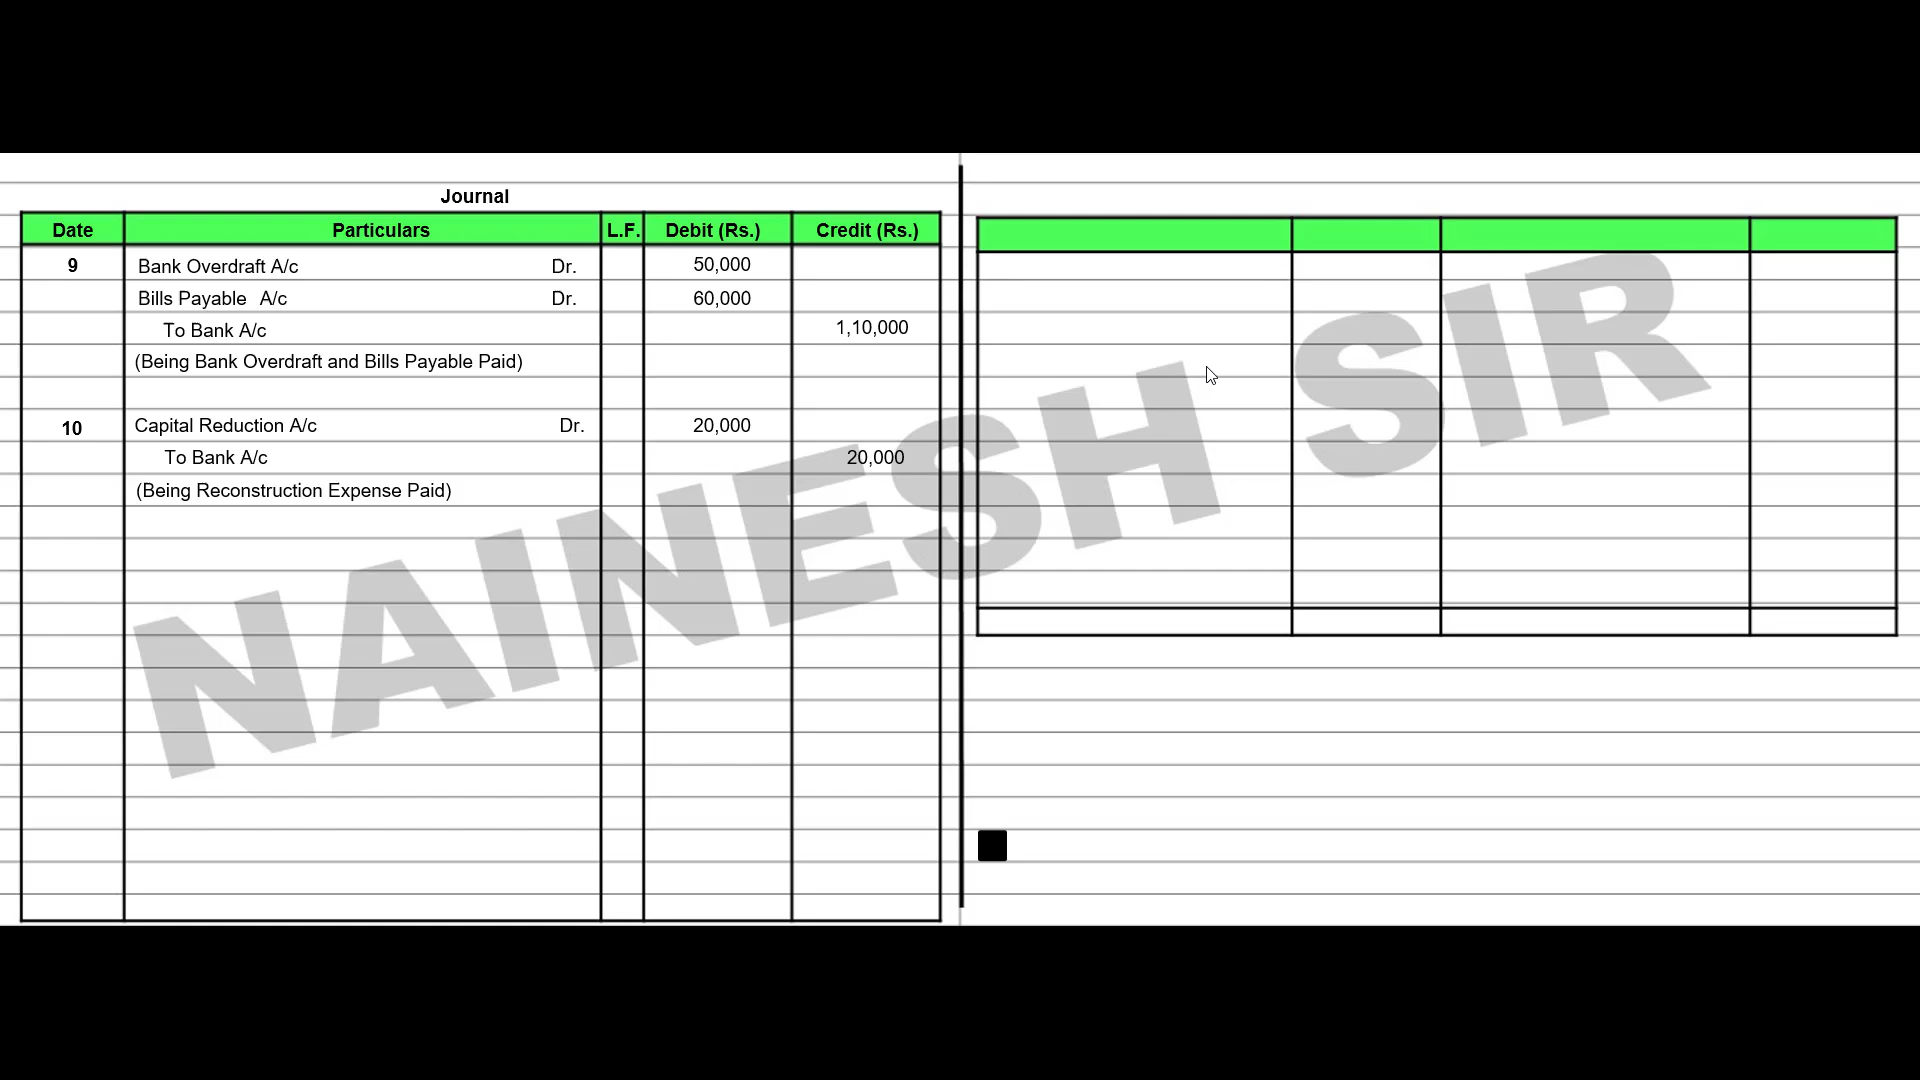 Journal
Date Particulars L.F. Debit (Rs.) Credit (Rs.)
9 Bank Overdraft A/c Dr. 50,000
Bills Payable A/c Dr. 60,000
To Bank A/c 1,10,000
(Being Bank Overdraft and Bills Payable Paid)
10 Capital Reduction A/c Dr. 20,000
To Bank A/c 20,000
(Being Reconstruction Expense Paid)
NAINESH SIR